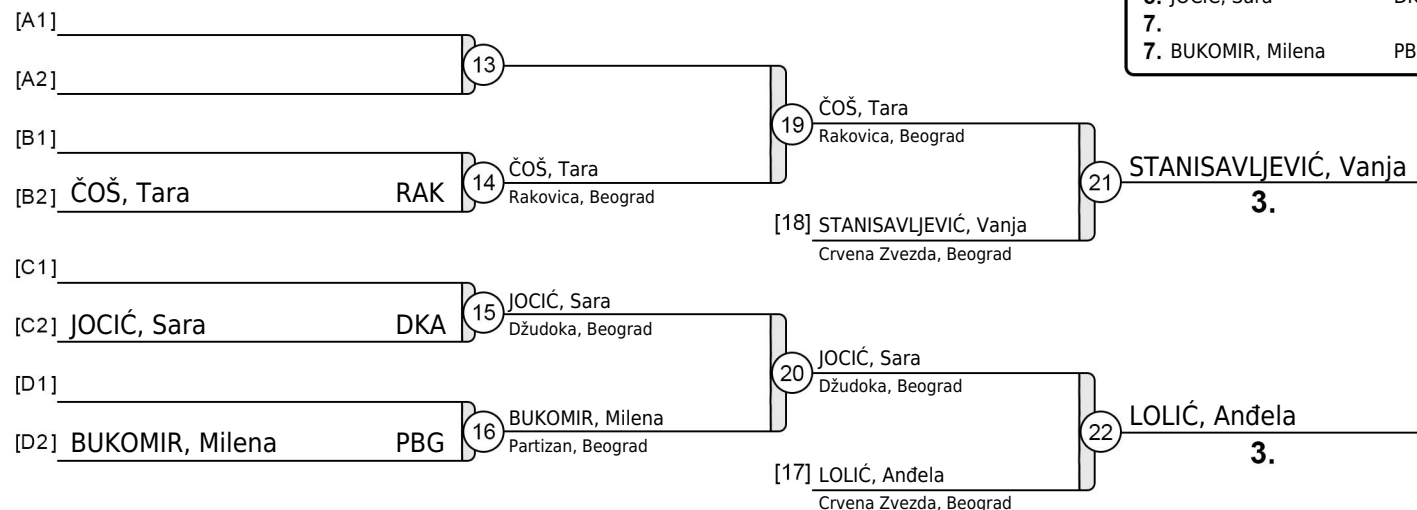 5. JOCIĆ, Sara
7.
7. BUKOMIR, Milena PB
[A1]
[A2]
13
[B1]
[B2] ČOŠ, Tara RAK
14
ČOŠ, Tara
Rakovica, Beograd
19
ČOŠ, Tara
Rakovica, Beograd
[18] STANISAVLJEVIĆ, Vanja
Crvena Zvezda, Beograd
21
STANISAVLJEVIĆ, Vanja
3.
[C1]
[C2] JOCIĆ, Sara DKA
15
JOCIĆ, Sara
Džudoka, Beograd
[D1]
[D2] BUKOMIR, Milena PBG
16
BUKOMIR, Milena
Partizan, Beograd
20
JOCIĆ, Sara
Džudoka, Beograd
[17] LOLIĆ, Anđela
Crvena Zvezda, Beograd
22
LOLIĆ, Anđela
3.